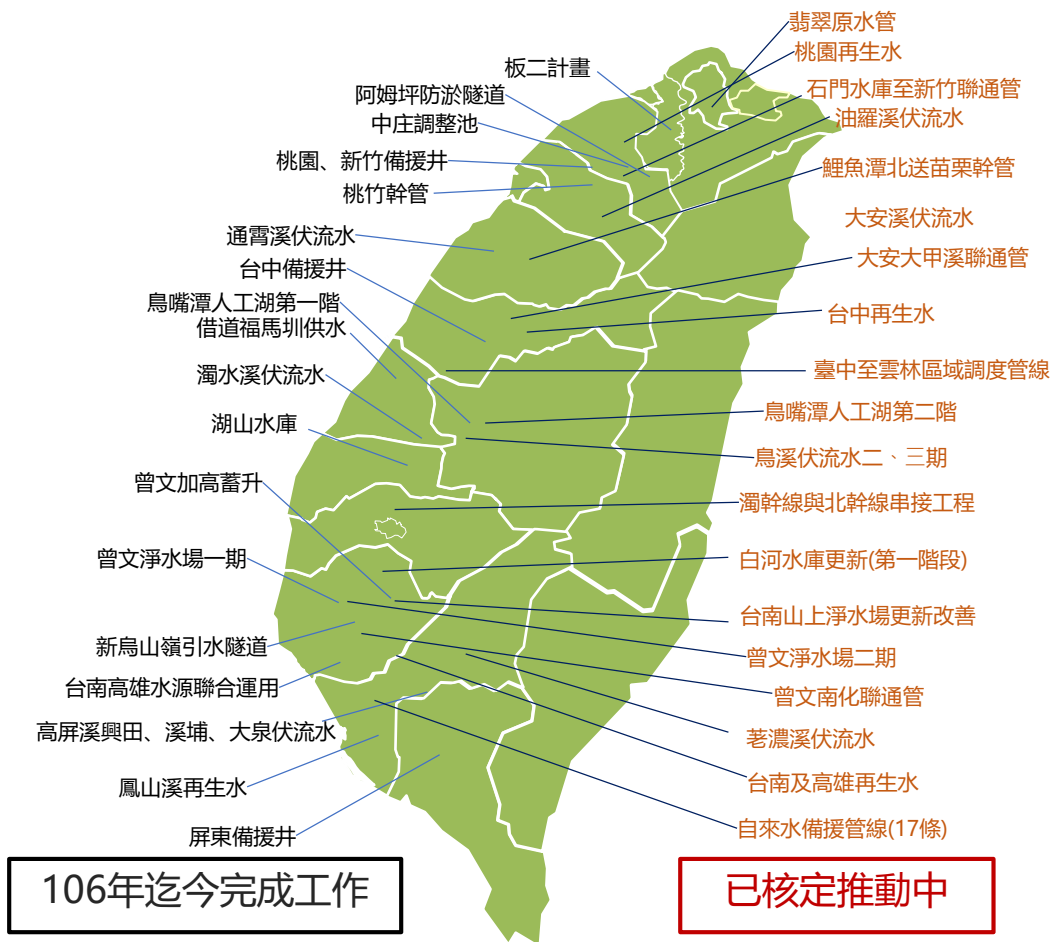 板二計畫
阿姆坪防淤隧道
中庄調整池
桃園、新竹備援井
桃竹幹管
通霄溪伏流水
台中備援井
鳥嘴潭人工湖第一階
借道福馬圳供水
濁水溪伏流水
湖山水庫
曾文加高蓄升
曾文淨水場一期
新烏山嶺引水隧道
台南高雄水源聯合運用
高屏溪興田、溪埔、大泉伏流水
鳳山溪再生水
屏東備援井
106年迄今完成工作
翡翠原水管
桃園再生水
石門水庫至新竹聯通管
油羅溪伏流水
鯉魚潭北送苗栗幹管
大安溪伏流水
大安大甲溪聯通管
台中再生水
臺中至雲林區域調度管線
鳥嘴潭人工湖第二階
烏溪伏流水二、三期
濁幹線與北幹線串接工程
白河水庫更新(第一階段)
台南山上淨水場更新改善
曾文淨水場二期
曾文南化聯通管
荖濃溪伏流水
台南及高雄再生水
自來水備援管線(17條)
已核定推動中